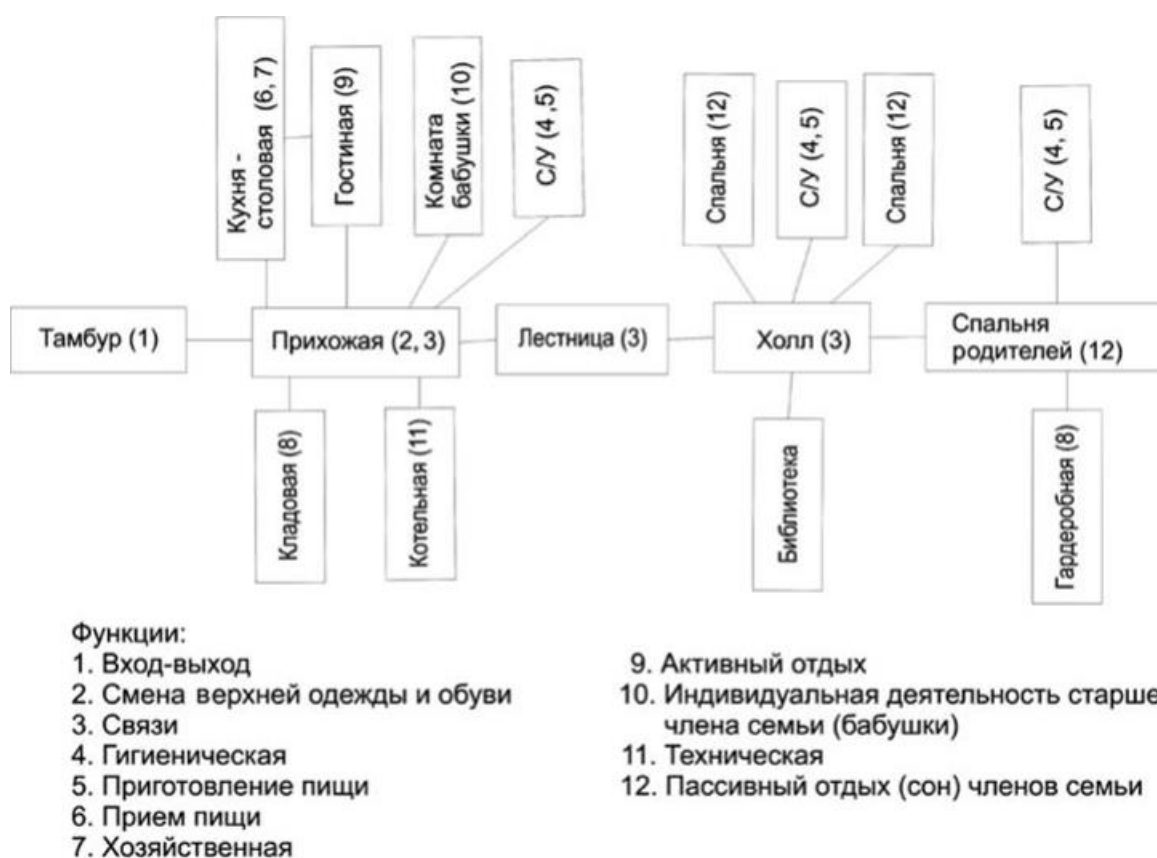 Кухня -
столовая (6, 7)
Гостиная (9)
Комната
бабушки (10)
С/У (4 ,5)
Спальня (12)
С/У (4, 5)
Спальня (12)
С/У (4, 5)
Тамбур (1)
Прихожая (2, 3)
Лестница (3)
Холл (3)
Спальня
родителей (12)
Кладовая (8)
Котельная (11)
Библиотека
Гардеробная (8)
Функции:
1. Вход-выход
2. Смена верхней одежды и обуви
3. Связи
4. Гигиеническая
5. Приготовление пищи
6. Прием пищи
7. Хозяйственная
9. Активный отдых
10. Индивидуальная деятельность старше
члена семьи (бабушки)
11. Техническая
12. Пассивный отдых (сон) членов семьи